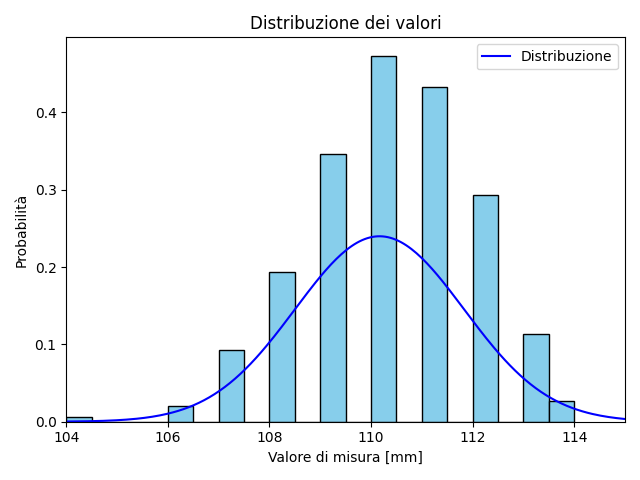 Distribuzione dei valori
Distribuzione
Probabilità
0.4
0.3
0.2
0.1
0.0
104
106
108
110
112
114
Valore di misura [mm]